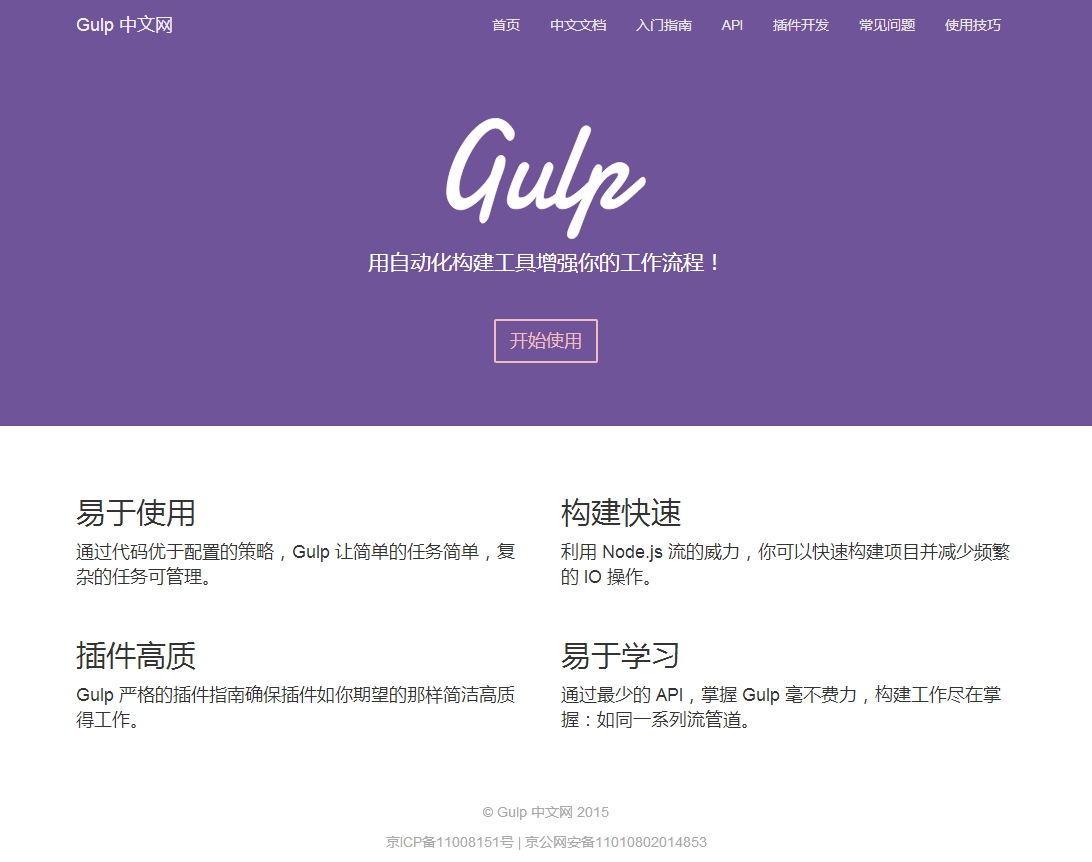 Gulp 中文网
首页 中文文档 入门指南 API 插件开发 常见问题 使用技巧
Gulp
用自动化构建工具增强你的工作流程！
开始使用
易于使用
通过代码优于配置的策略，Gulp 让简单的任务简单，复
杂的任务可管理。
构建快速
利用 Node.js 流的威力，你可以快速构建项目并减少频繁
的 IO 操作。
插件高质
Gulp 严格的插件指南确保插件如你期望的那样简洁高质
得工作。
易于学习
通过最少的 API，掌握 Gulp 毫不费力，构建工作尽在掌
握：如同一系列流管道。
© Gulp 中文网 2015
京ICP备11008151号 | 京公网安备11010802014853